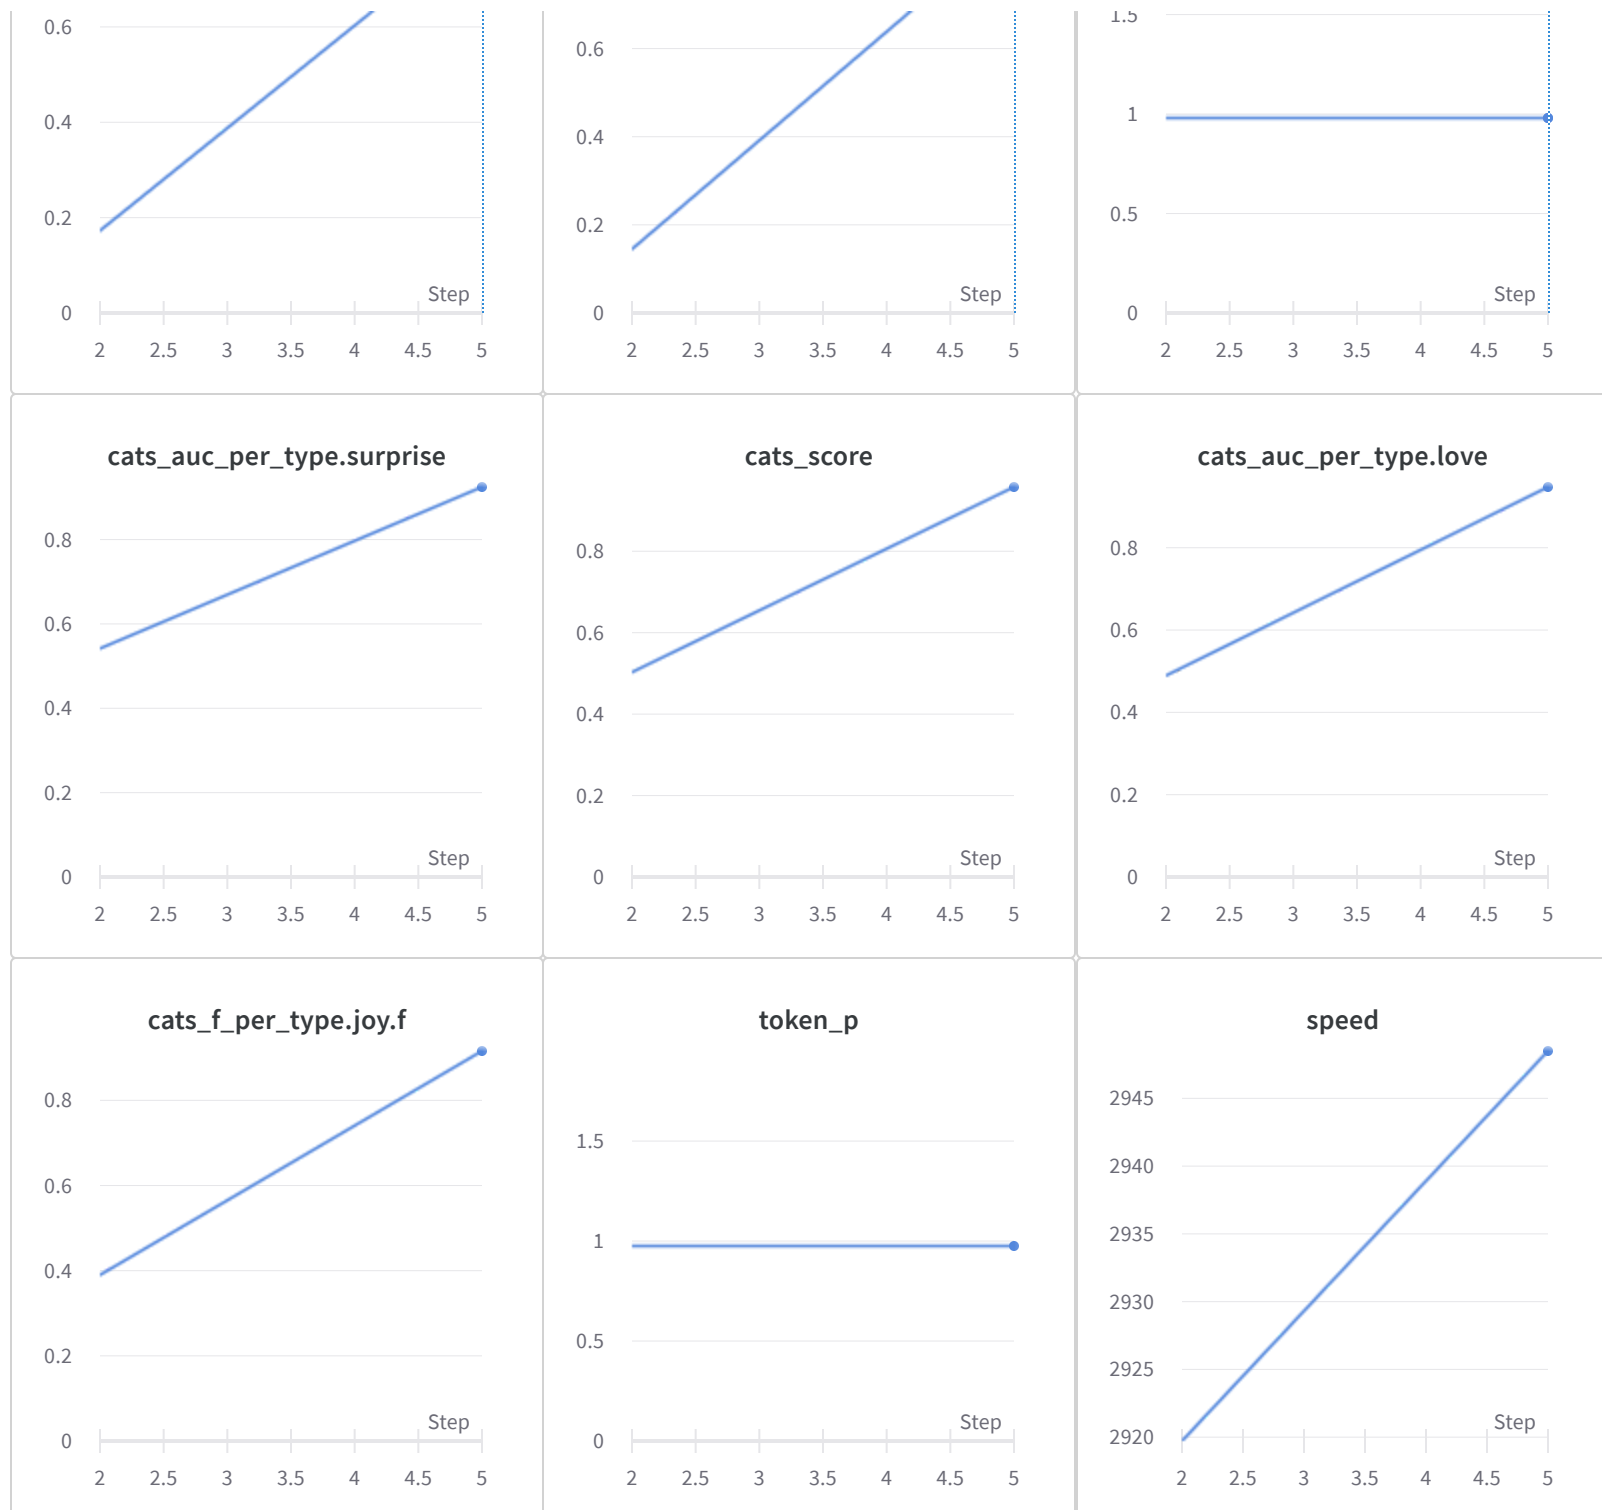 1.5
0.6
0.6
0.4
0.4
1
0.2
0.2
0.5
Step
Step
Step
0
0
0
2 2.5 3 3.5 4 4.5 5
2 2.5 3 3.5 4 4.5 5
2 2.5 3 3.5 4 4.5 5
cats_auc_per_type.surprise
0.8
0.6
0.4
0.2
Step
0
2 2.5 3 3.5 4 4.5 5
cats_score
0.8
0.6
0.4
0.2
Step
0
2 2.5 3 3.5 4 4.5 5
cats_auc_per_type.love
0.8
0.6
0.4
0.2
Step
0
2 2.5 3 3.5 4 4.5 5
cats_f_per_type.joy.f
0.8
0.6
0.4
0.2
Step
0
2 2.5 3 3.5 4 4.5 5
token_p
1.5
1
0.5
Step
0
2 2.5 3 3.5 4 4.5 5
speed
2945
2940
2935
2930
2925
Step
2920
2 2.5 3 3.5 4 4.5 5